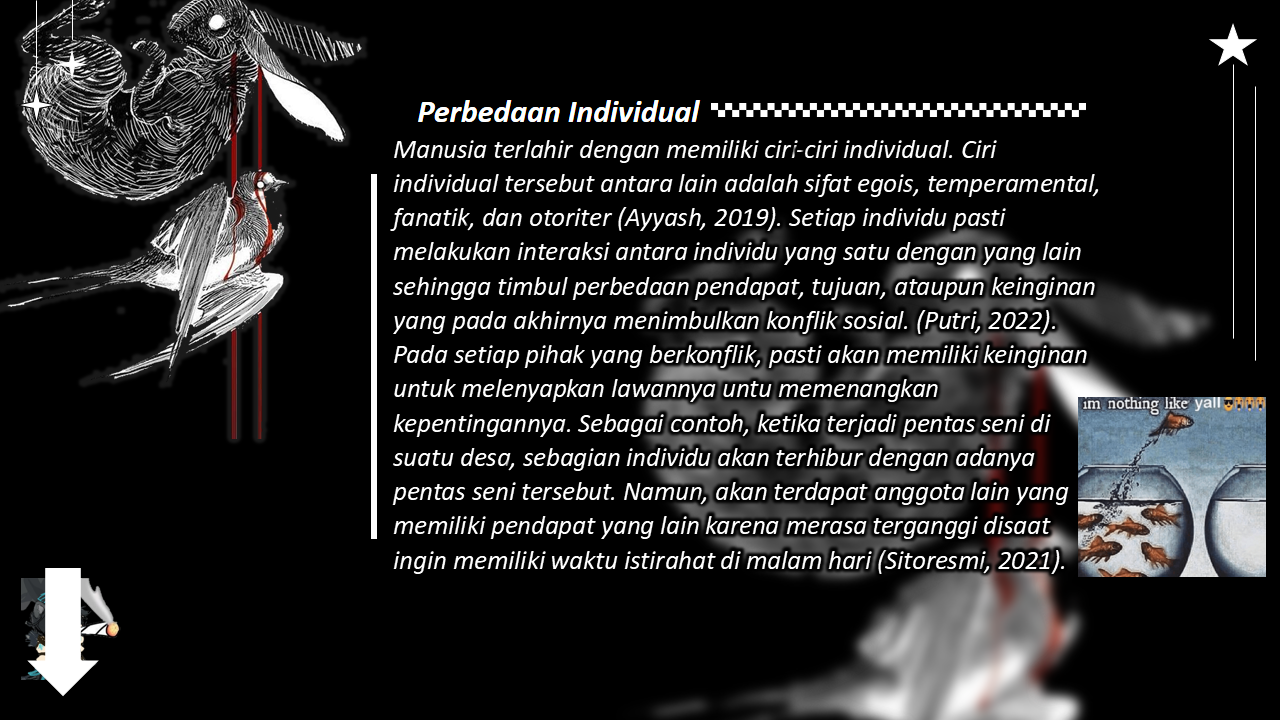 Perbedaan Individual
Manusia terlahir dengan memiliki ciri-ciri individual. Ciri
individual tersebut antara lain adalah sifat egois, temperamental,
fanatik, dan otoriter (Ayyash, 2019). Setiap individu pasti
melakukan interaksi antara individu yang satu dengan yang lain
sehingga timbul perbedaan pendapat, tujuan, ataupun keinginan
yang pada akhirnya menimbulkan konflik sosial. (Putri, 2022).
Pada setiap pihak yang berkonflik, pasti akan memiliki keinginan
untuk melenyapkan lawannya untu memenangkan
kepentingannya. Sebagai contoh, ketika terjadi pentas seni di
suatu desa, sebagian individu akan terhibur dengan adanya
pentas seni tersebut. Namun, akan terdapat anggota lain yang
memiliki pendapat yang lain karena merasa terganggi disaat
ingin memiliki waktu istirahat di malam hari (Sitoresmi, 2021).
im nothing like yall